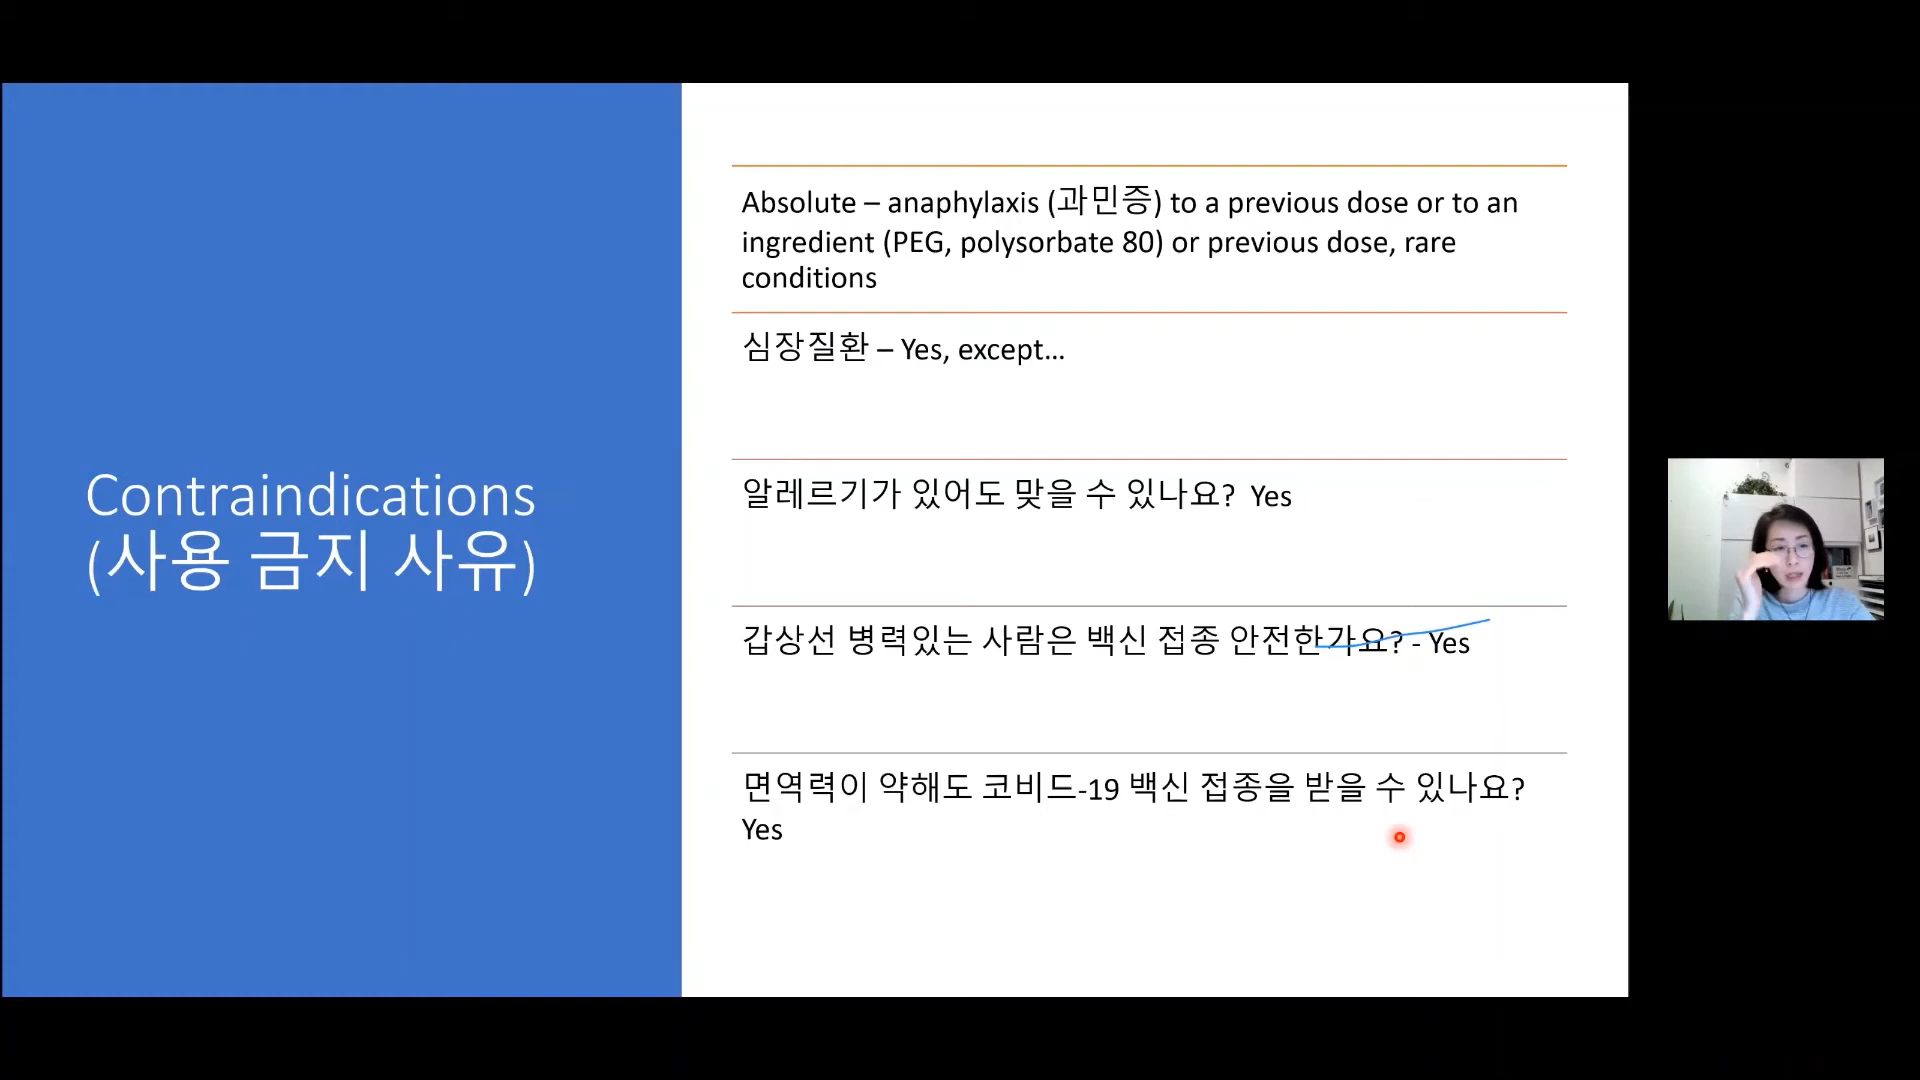 Contraindications
(사용 금지 사유)
Absolute – anaphylaxis (과민증) to a previous dose or to an
ingredient (PEG, polysorbate 80) or previous dose, rare
conditions
심장질환 – Yes, except...
알레르기가 있어도 맞을 수 있나요? Yes
갑상선 병력있는 사람은 백신 접종 안전한가요? - Yes
면역력이 약해도 코비드-19 백신 접종을 받을 수 있나요?
Yes